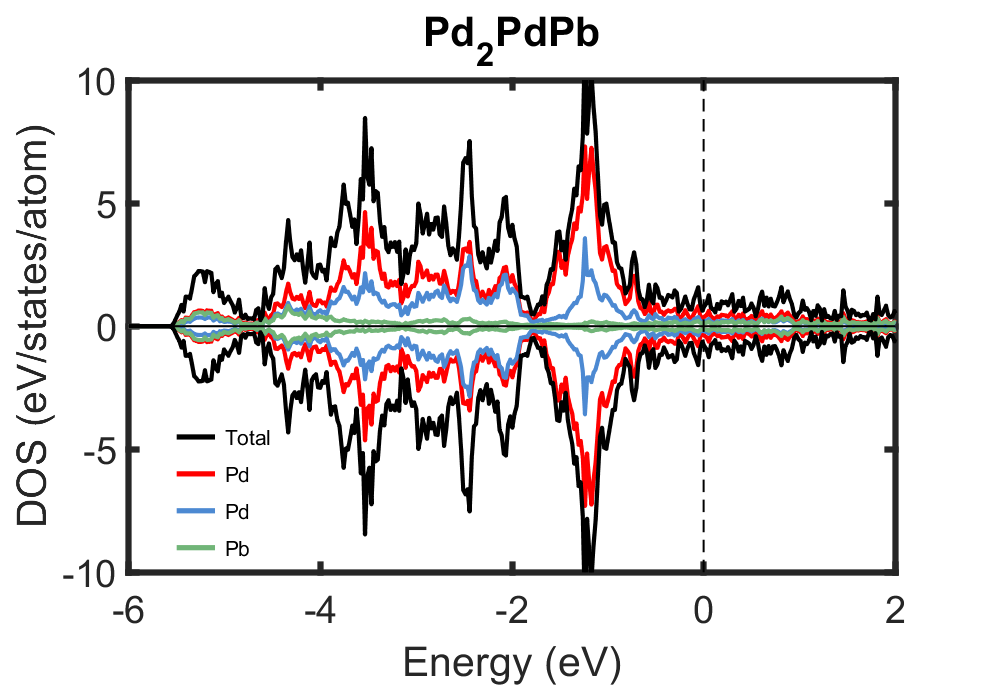 Pd2PdPb
DOS (eV/states/atom)
10
5
0
-5
-10
Total
Pd
Pd
Pb
-6 -4 -2 0 2
Energy (eV)